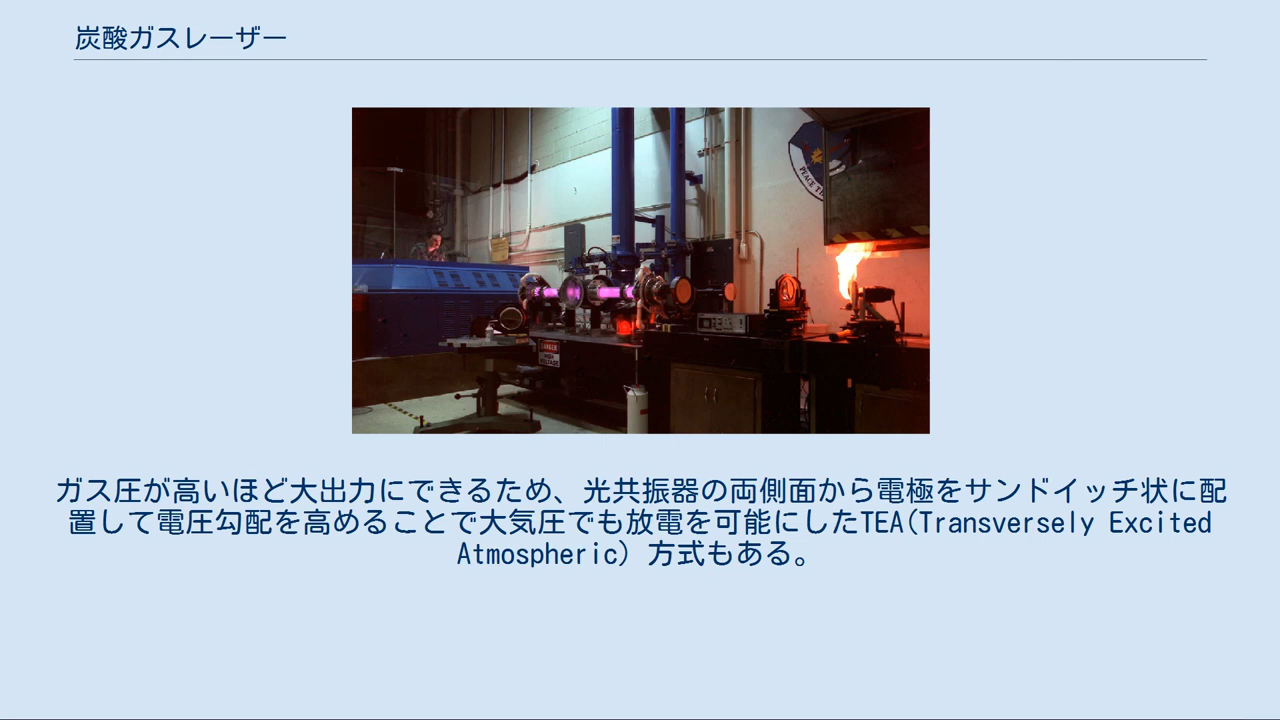 炭酸ガスレーザー
PEACE
DANGER
HIGH
VOLTAGE
ガス圧が高いほど大出力にできるため、光共振器の両側面から電極をサンドイッチ状に配
置して電圧勾配を高めることで大気圧でも放電を可能にしたTEA(Transversely Excited
Atmospheric) 方式もある。